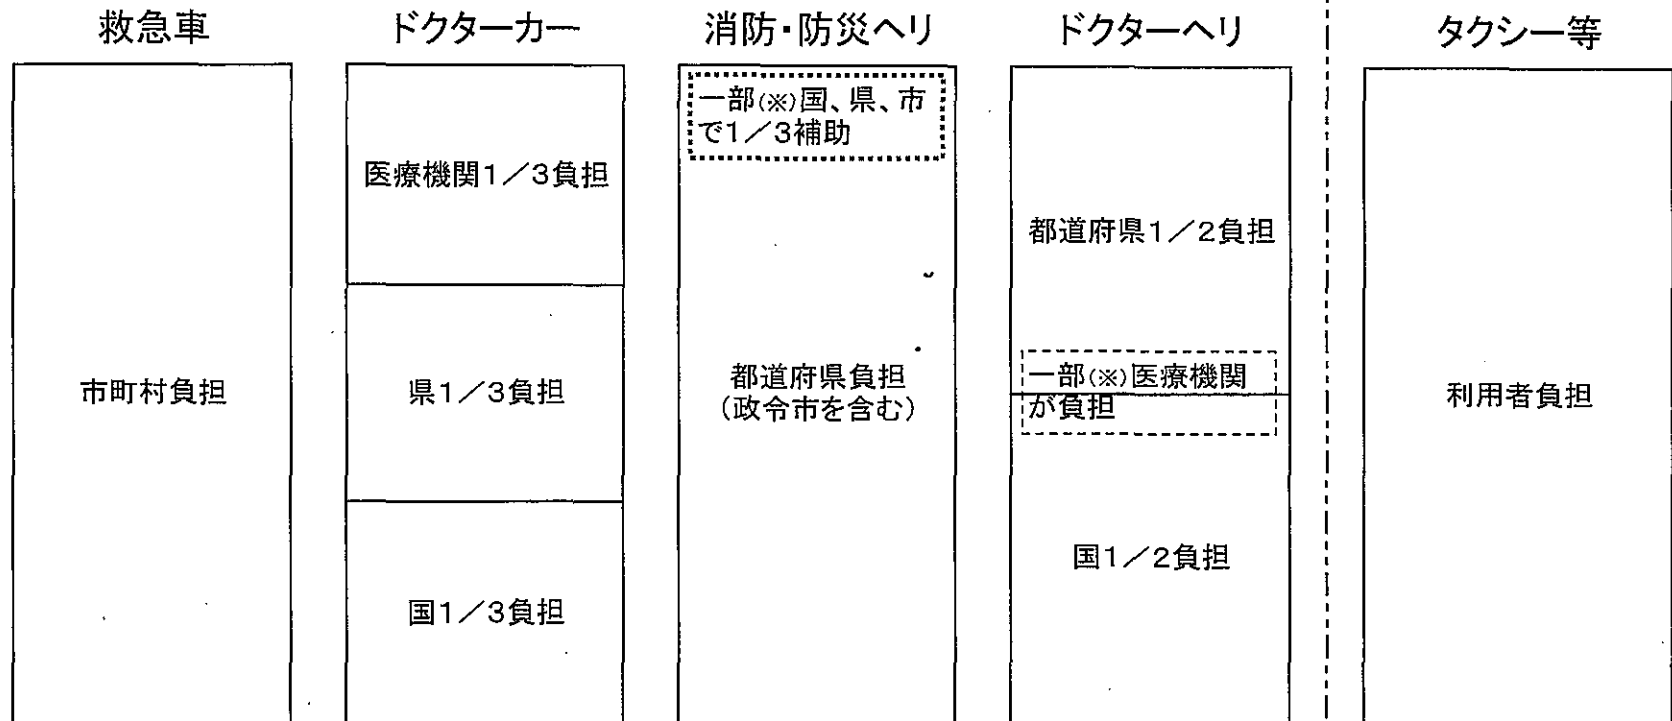 救急車
ドクターカー
消防・防災ヘリ
ドクターヘリ
タクシー等
市町村負担
医療機関1/3負担
県1/3負担
国1/3負担
一部(※)国、県、市
で1/3補助
都道府県負担
(政令市を含む)
都道府県1/2負担
一部(※)医療機関
が負担
国1/2負担
利用者負担